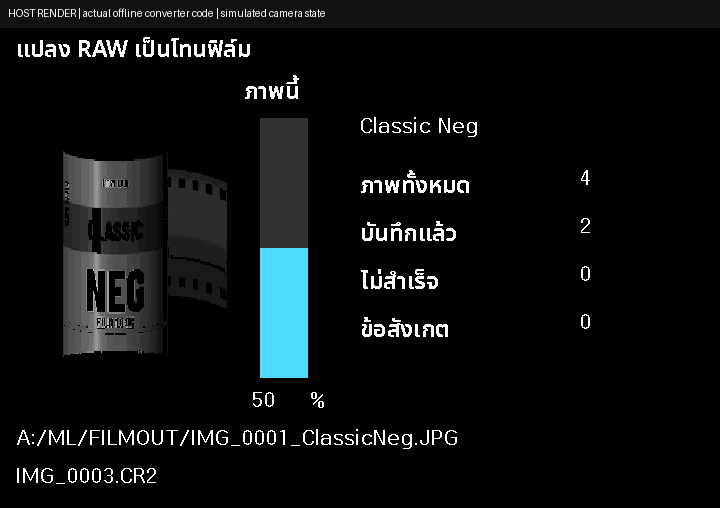 HOST RENDER | actual offline converter code | simulated camera state
แปลง RAW เป็นโทนฟิล์ม
ภาพนี้
Classic Neg
ภาพทั้งหมด 4
บันทึกแล้ว 2
ไม่สำเร็จ 0
ข้อสังเกต 0
CLASSIC
NEG
50 %
A:/ML/FILMOUT/IMG_0001_ClassicNeg.JPG
IMG_0003.CR2